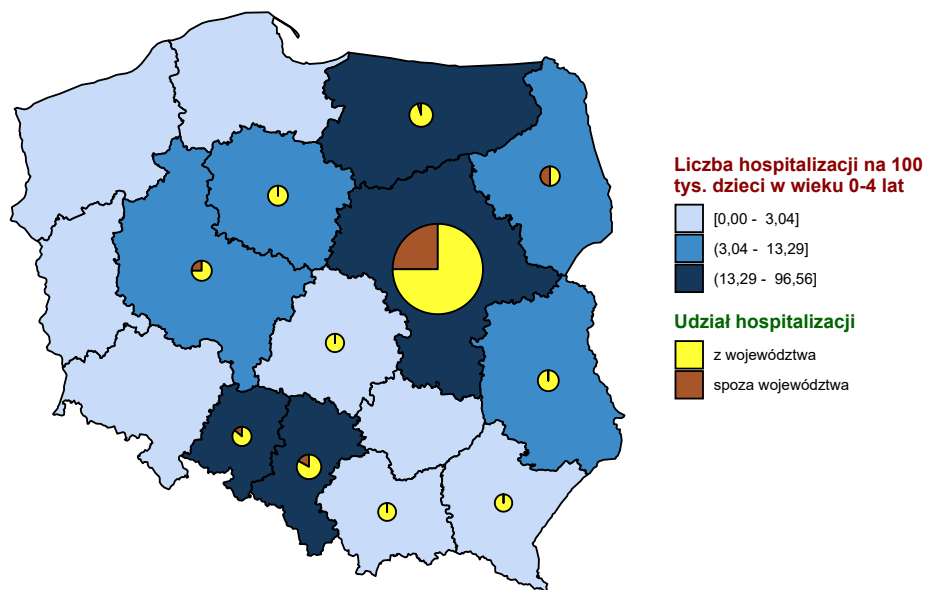 Liczba hospitalizacji na 100
tys. dzieci w wieku 0-4 lat
[0,00 - 3,04]
(3,04 - 13,29]
(13,29 - 96,56]
Udział hospitalizacji
z województwa
spoza województwa